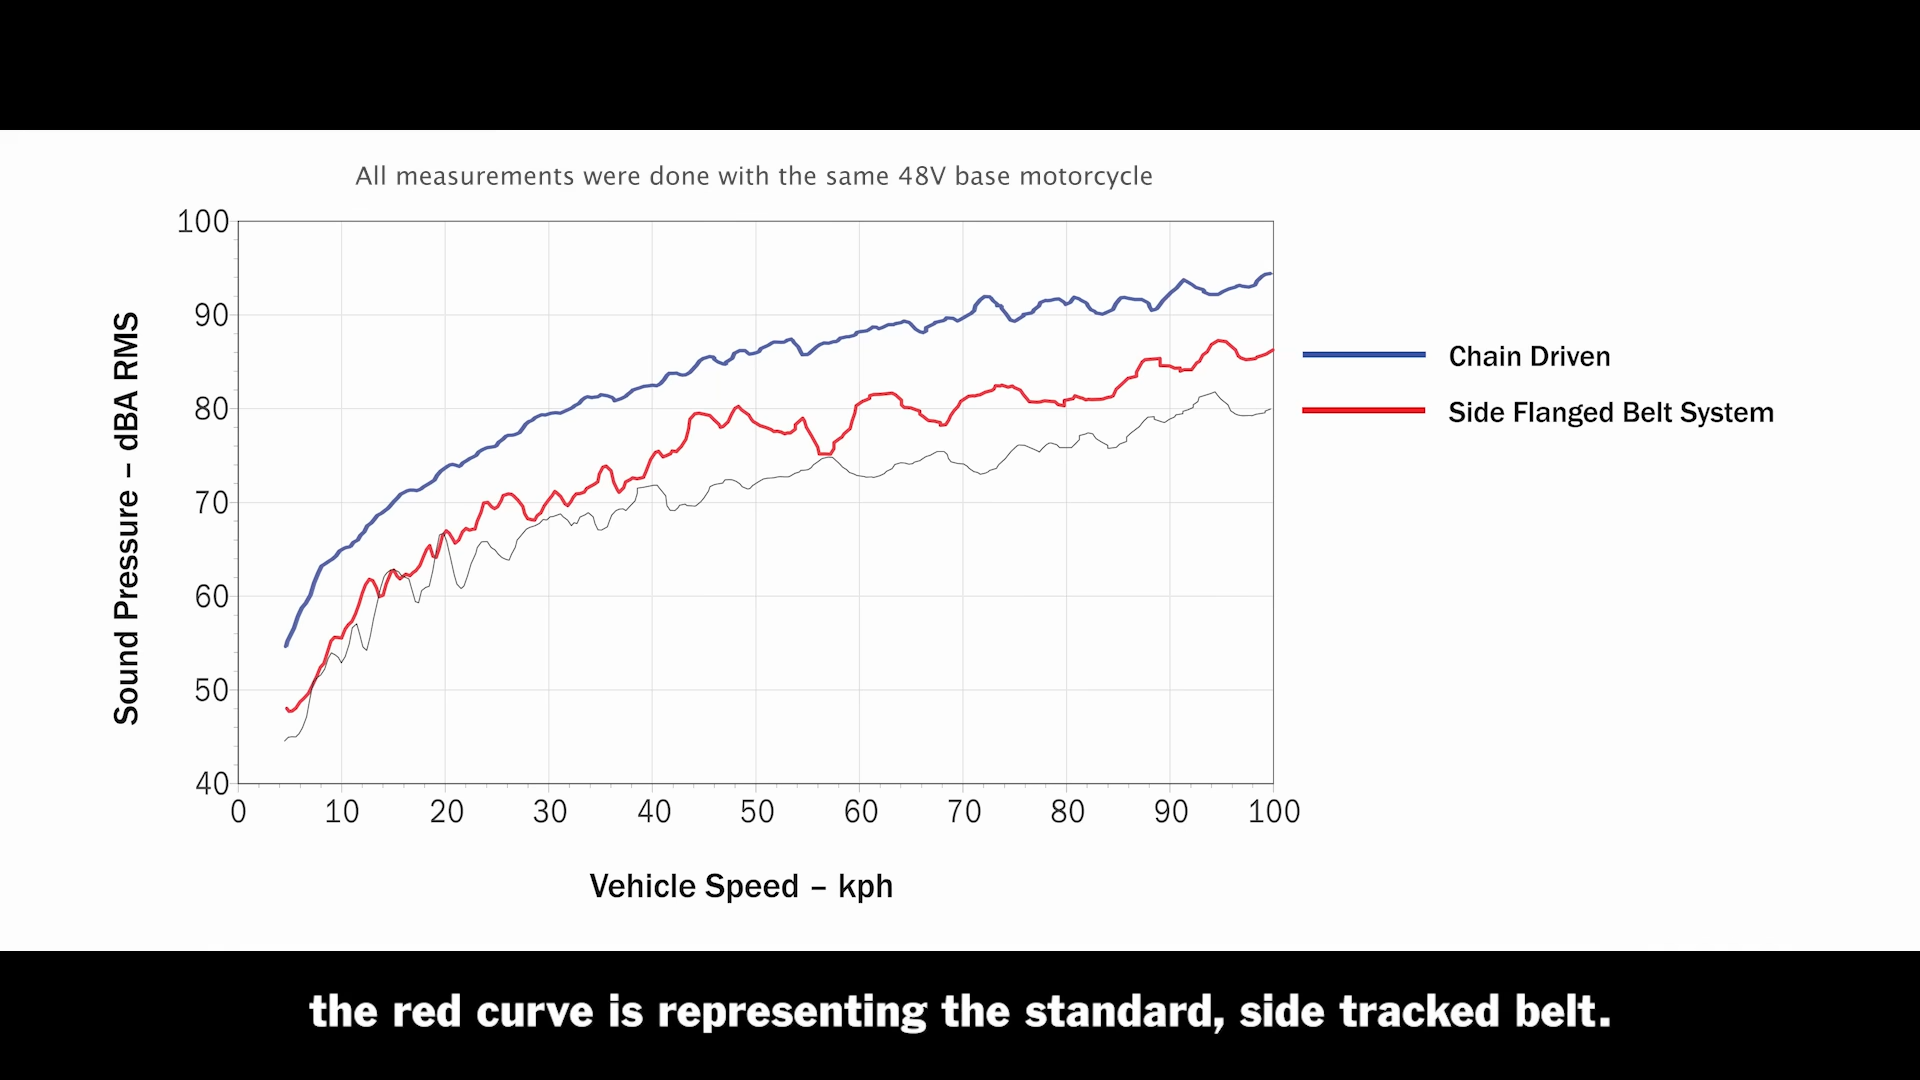 All measurements were done with the same 48V base motorcycle
100
90
80
70
60
50
40
Sound Pressure – dBA RMS
0 10 20 30 40 50 60 70 80 90 100
Vehicle Speed – kph
Chain Driven
Side Flanged Belt System
the red curve is representing the standard, side tracked belt.